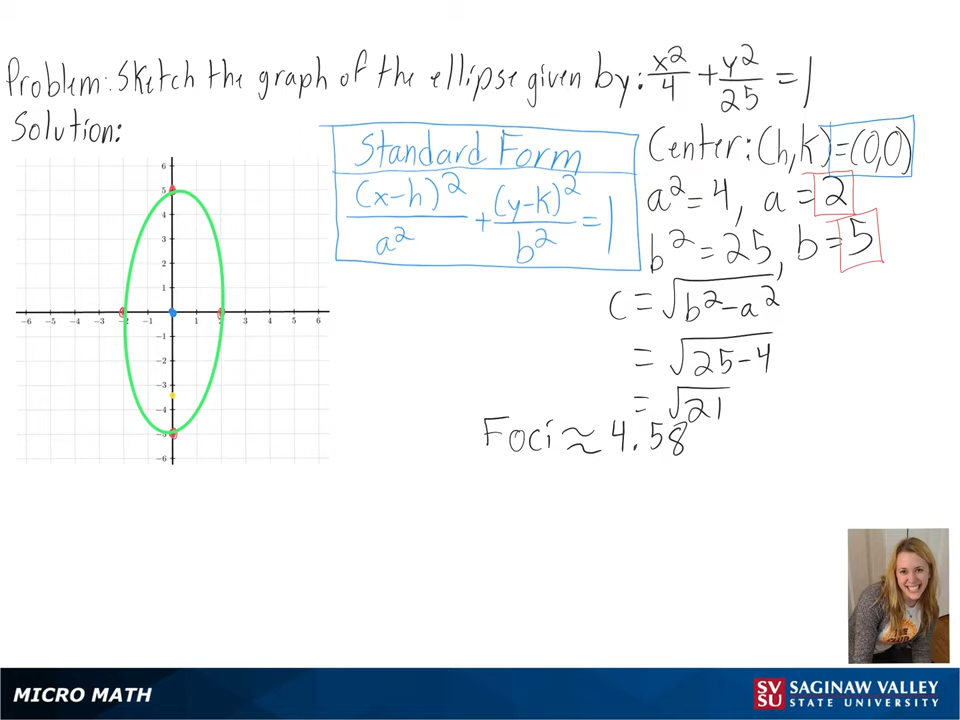 Problem: Sketch the graph of the ellipse given by: x²/4 + y²/25 = 1
Solution:
Standard Form
(x-h)²/a² + (y-k)²/b² = 1
Center: (h,k) = (0,0)
a² = 4, a = 2
b² = 25, b = 5
c = √b²-a²
= √25-4
= √21
Foci ≈ 4.58
6
5
4
3
2
1
-6 -5 -4 -3 -2 -1 1 2 3 4 5 6
-1
-2
-3
-4
-5
-6
MICRO MATH
SV
SU
SAGINAW VALLEY
STATE UNIVERSITY